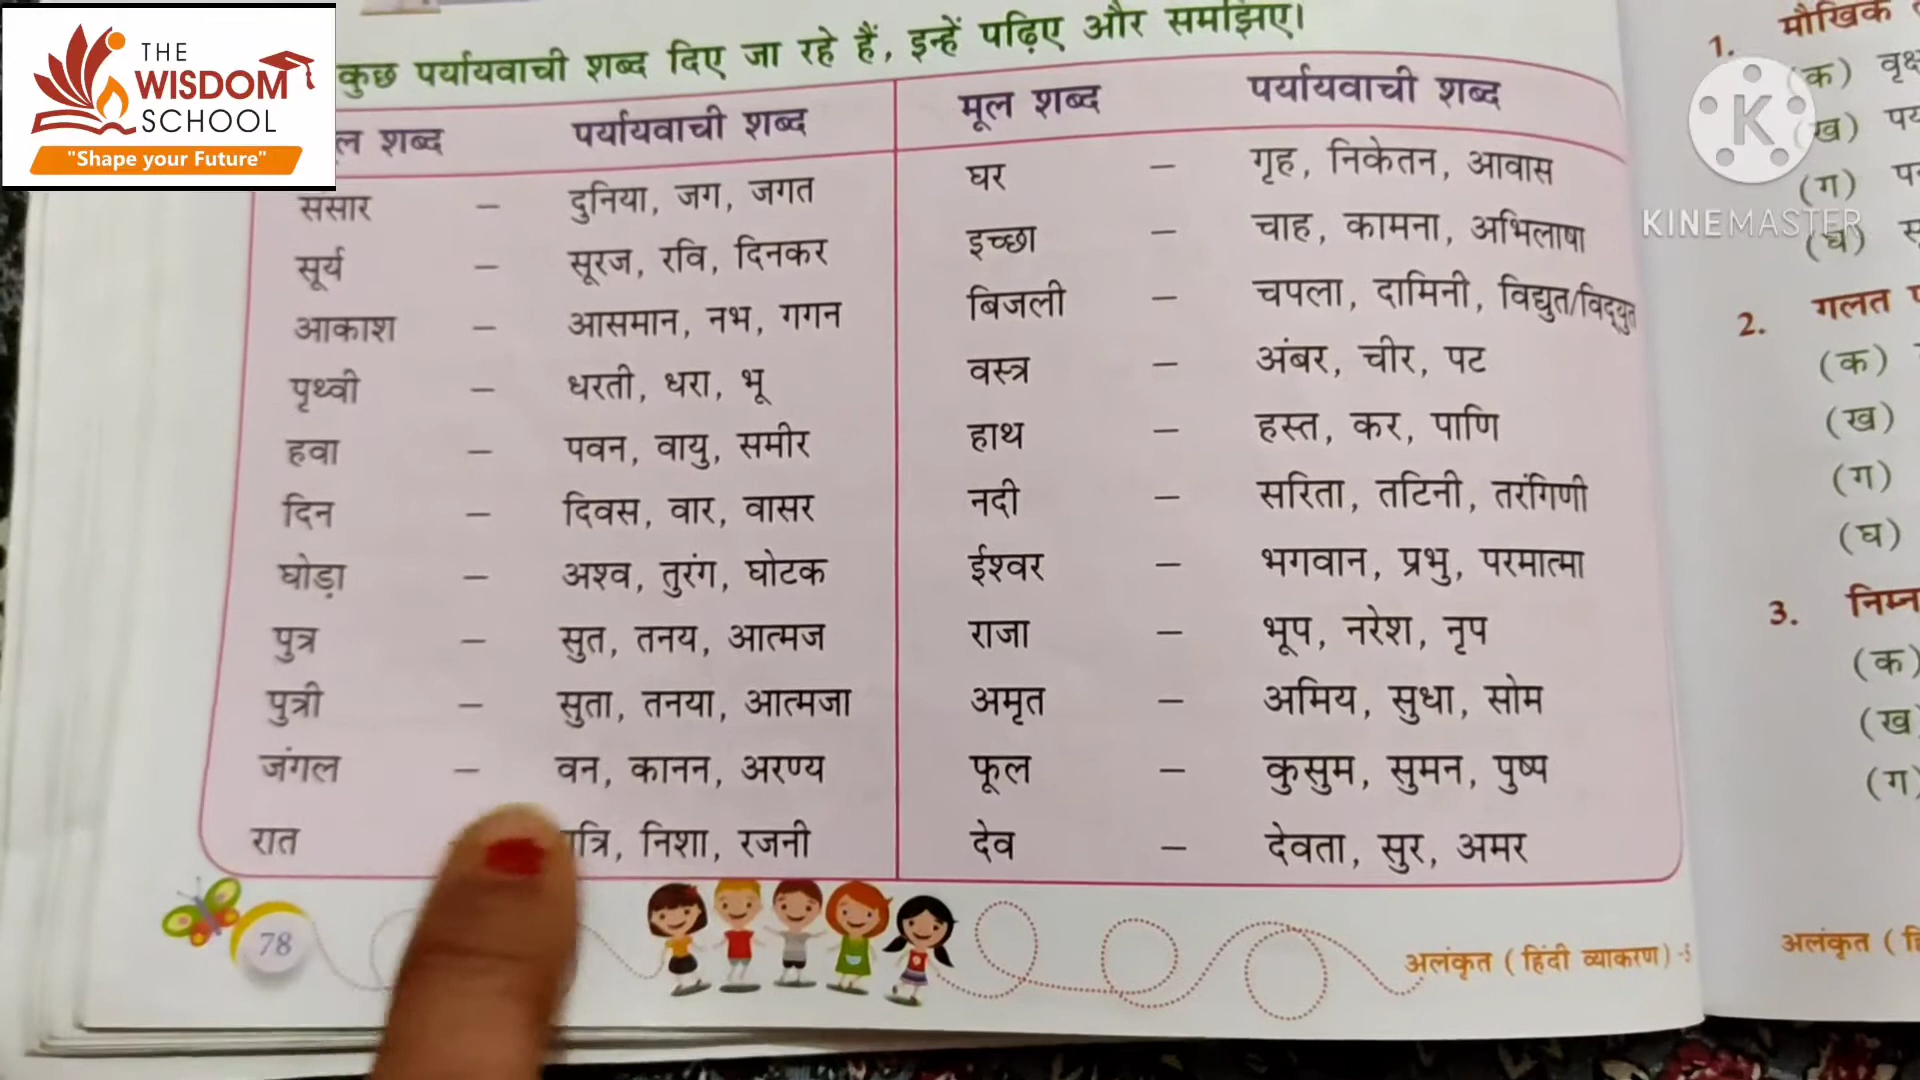 THE
WISDOM
SCHOOL
"Shape your Future"
कुछ पर्यायवाची शब्द दिए जा रहे हैं, इन्हें पढ़िए और समझिए।
शब्द पर्यायवाची शब्द
संसार – दुनिया, जग, जगत
सूर्य – सूरज, रवि, दिनकर
आकाश – आसमान, नभ, गगन
पृथ्वी – धरती, धरा, भू
हवा – पवन, वायु, समीर
दिन – दिवस, वार, वासर
घोड़ा – अश्व, तुरंग, घोटक
पुत्र – सुत, तनय, आत्मज
पुत्री – सुता, तनया, आत्मजा
जंगल – वन, कानन, अरण्य
रात निशा, रजनी
मूल शब्द पर्यायवाची शब्द
घर – गृह, निकेतन, आवास
इच्छा – चाह, कामना, अभिलाषा
बिजली – चपला, दामिनी, विद्युत/विद्‌युत
वस्त्र – अंबर, चीर, पट
हाथ – हस्त, कर, पाणि
नदी – सरिता, तटिनी, तरंगिणी
ईश्वर – भगवान, प्रभु, परमात्मा
राजा – भूप, नरेश, नृप
अमृत – अमिय, सुधा, सोम
फूल – कुसुम, सुमन, पुष्प
देव – देवता, सुर, अमर
78
अलंकृत (हिंदी व्याकरण) -5
1. मौखिक
(क)
(ख)
(ग)
(घ)
2. गलत
(क)
(ख)
(ग)
(घ)
3.
(क)
(ख)
(ग)
अलंकृत
K
KINEMASTER